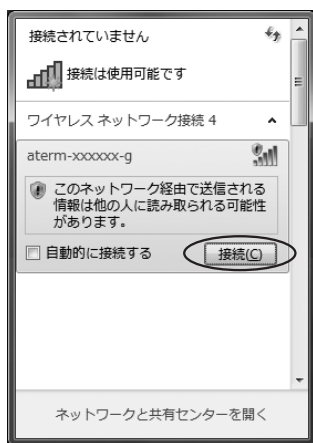 接続されていません
接続は使用可能です
ワイヤレス ネットワーク接続 4
aterm-xxxxxx-g
このネットワーク経由で送信される
情報は他の人に読み取られる可能性
があります。
自動的に接続する
接続(C)
ネットワークと共有センターを開く